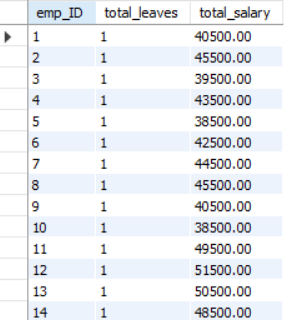 emp_ID total_leaves total_salary
1 1 40500.00
2 1 45500.00
3 1 39500.00
4 1 43500.00
5 1 38500.00
6 1 42500.00
7 1 44500.00
8 1 45500.00
9 1 40500.00
10 1 38500.00
11 1 49500.00
12 1 51500.00
13 1 50500.00
14 1 48500.00